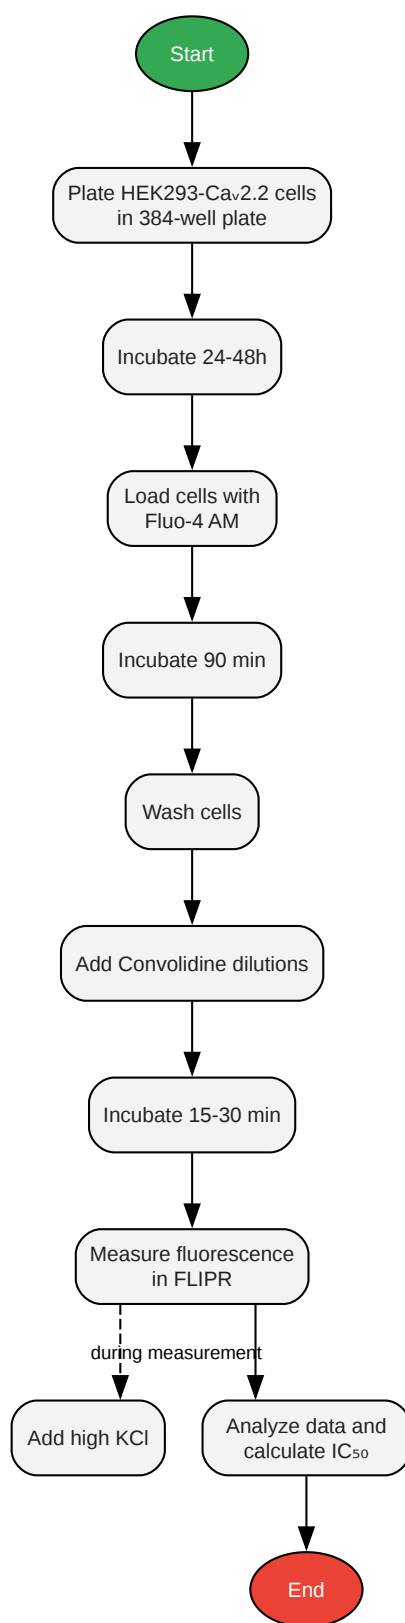 Start
Plate HEK293-Caᵥ2.2 cells
in 384-well plate
Incubate 24-48h
Load cells with
Fluo-4 AM
Incubate 90 min
Wash cells
Add Convolidine dilutions
Incubate 15-30 min
Measure fluorescence
in FLIPR
during measurement
Add high KCl
Analyze data and
calculate IC₅₀
End